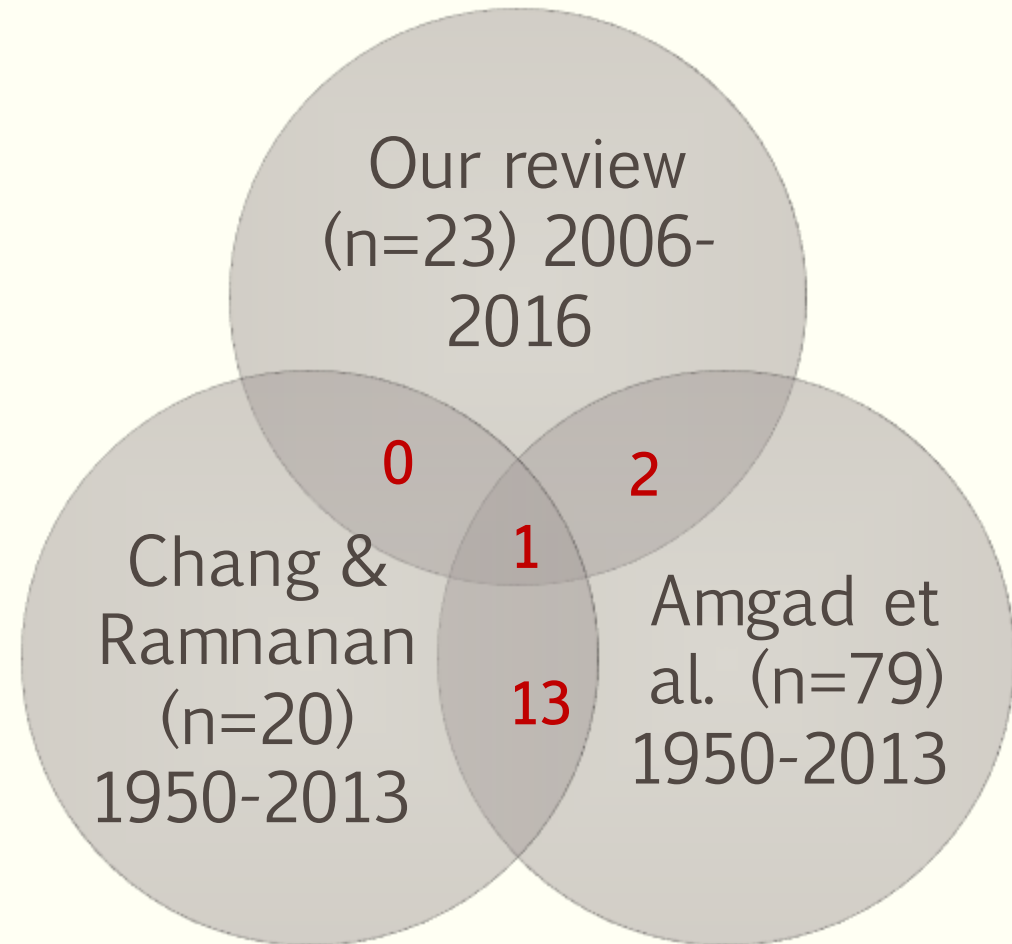 Our review
(n=23) 2006-
2016
0
2
1
Chang &
Ramnanan
(n=20)
1950-2013
13
Amgad et
al. (n=79)
1950-2013